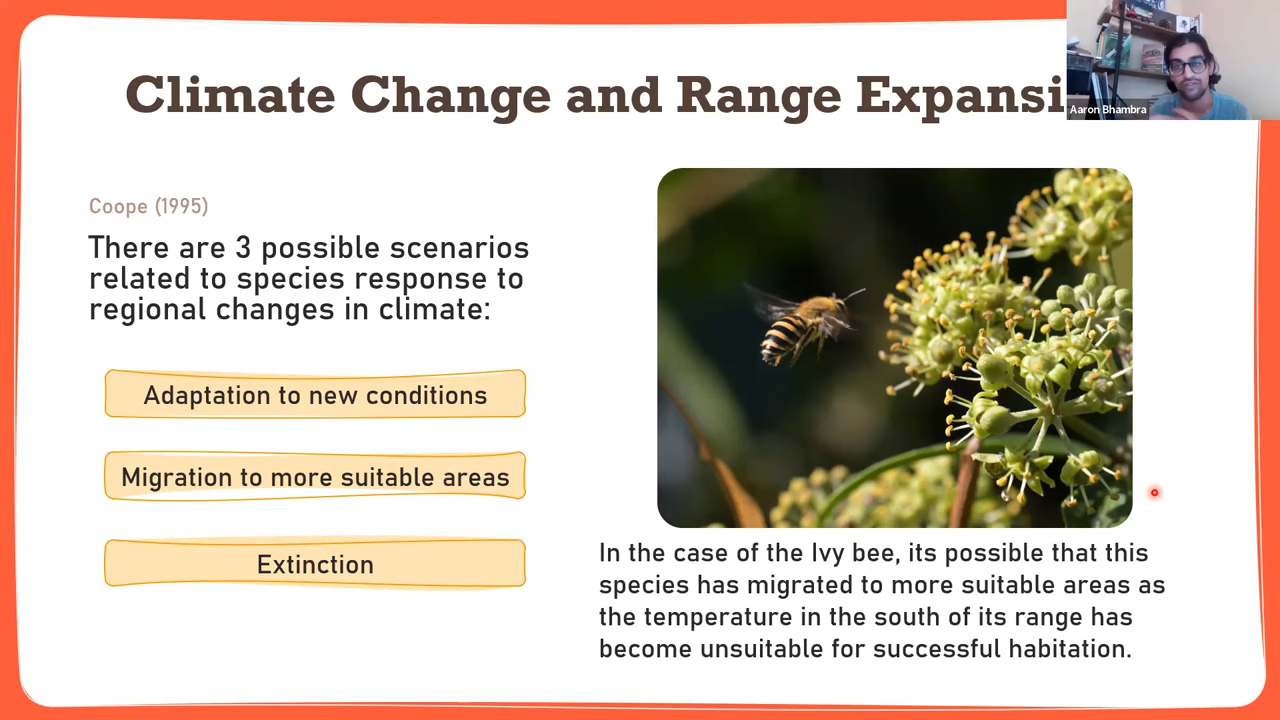 Climate Change and Range Expansi
Aaron Bhambra
Coope (1995)
There are 3 possible scenarios
related to species response to
regional changes in climate:
Adaptation to new conditions
Migration to more suitable areas
Extinction
In the case of the Ivy bee, its possible that this
species has migrated to more suitable areas as
the temperature in the south of its range has
become unsuitable for successful habitation.